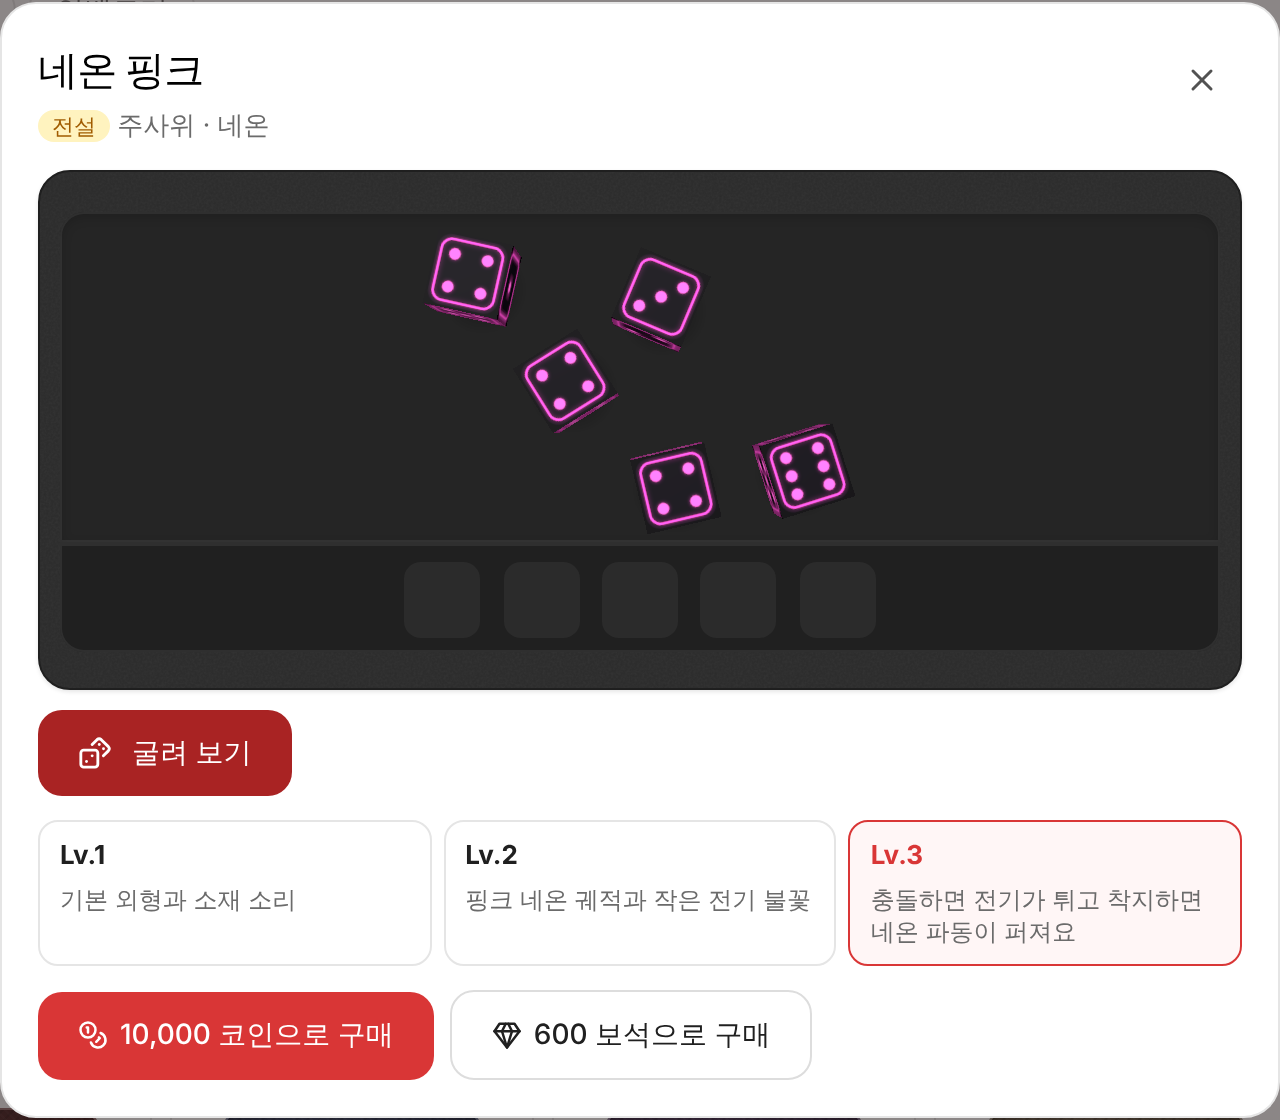 네온 핑크
전설 주사위 · 네온
굴려 보기
Lv.1
기본 외형과 소재 소리
Lv.2
핑크 네온 궤적과 작은 전기 불꽃
Lv.3
충돌하면 전기가 튀고 착지하면
네온 파동이 퍼져요
10,000 코인으로 구매
600 보석으로 구매